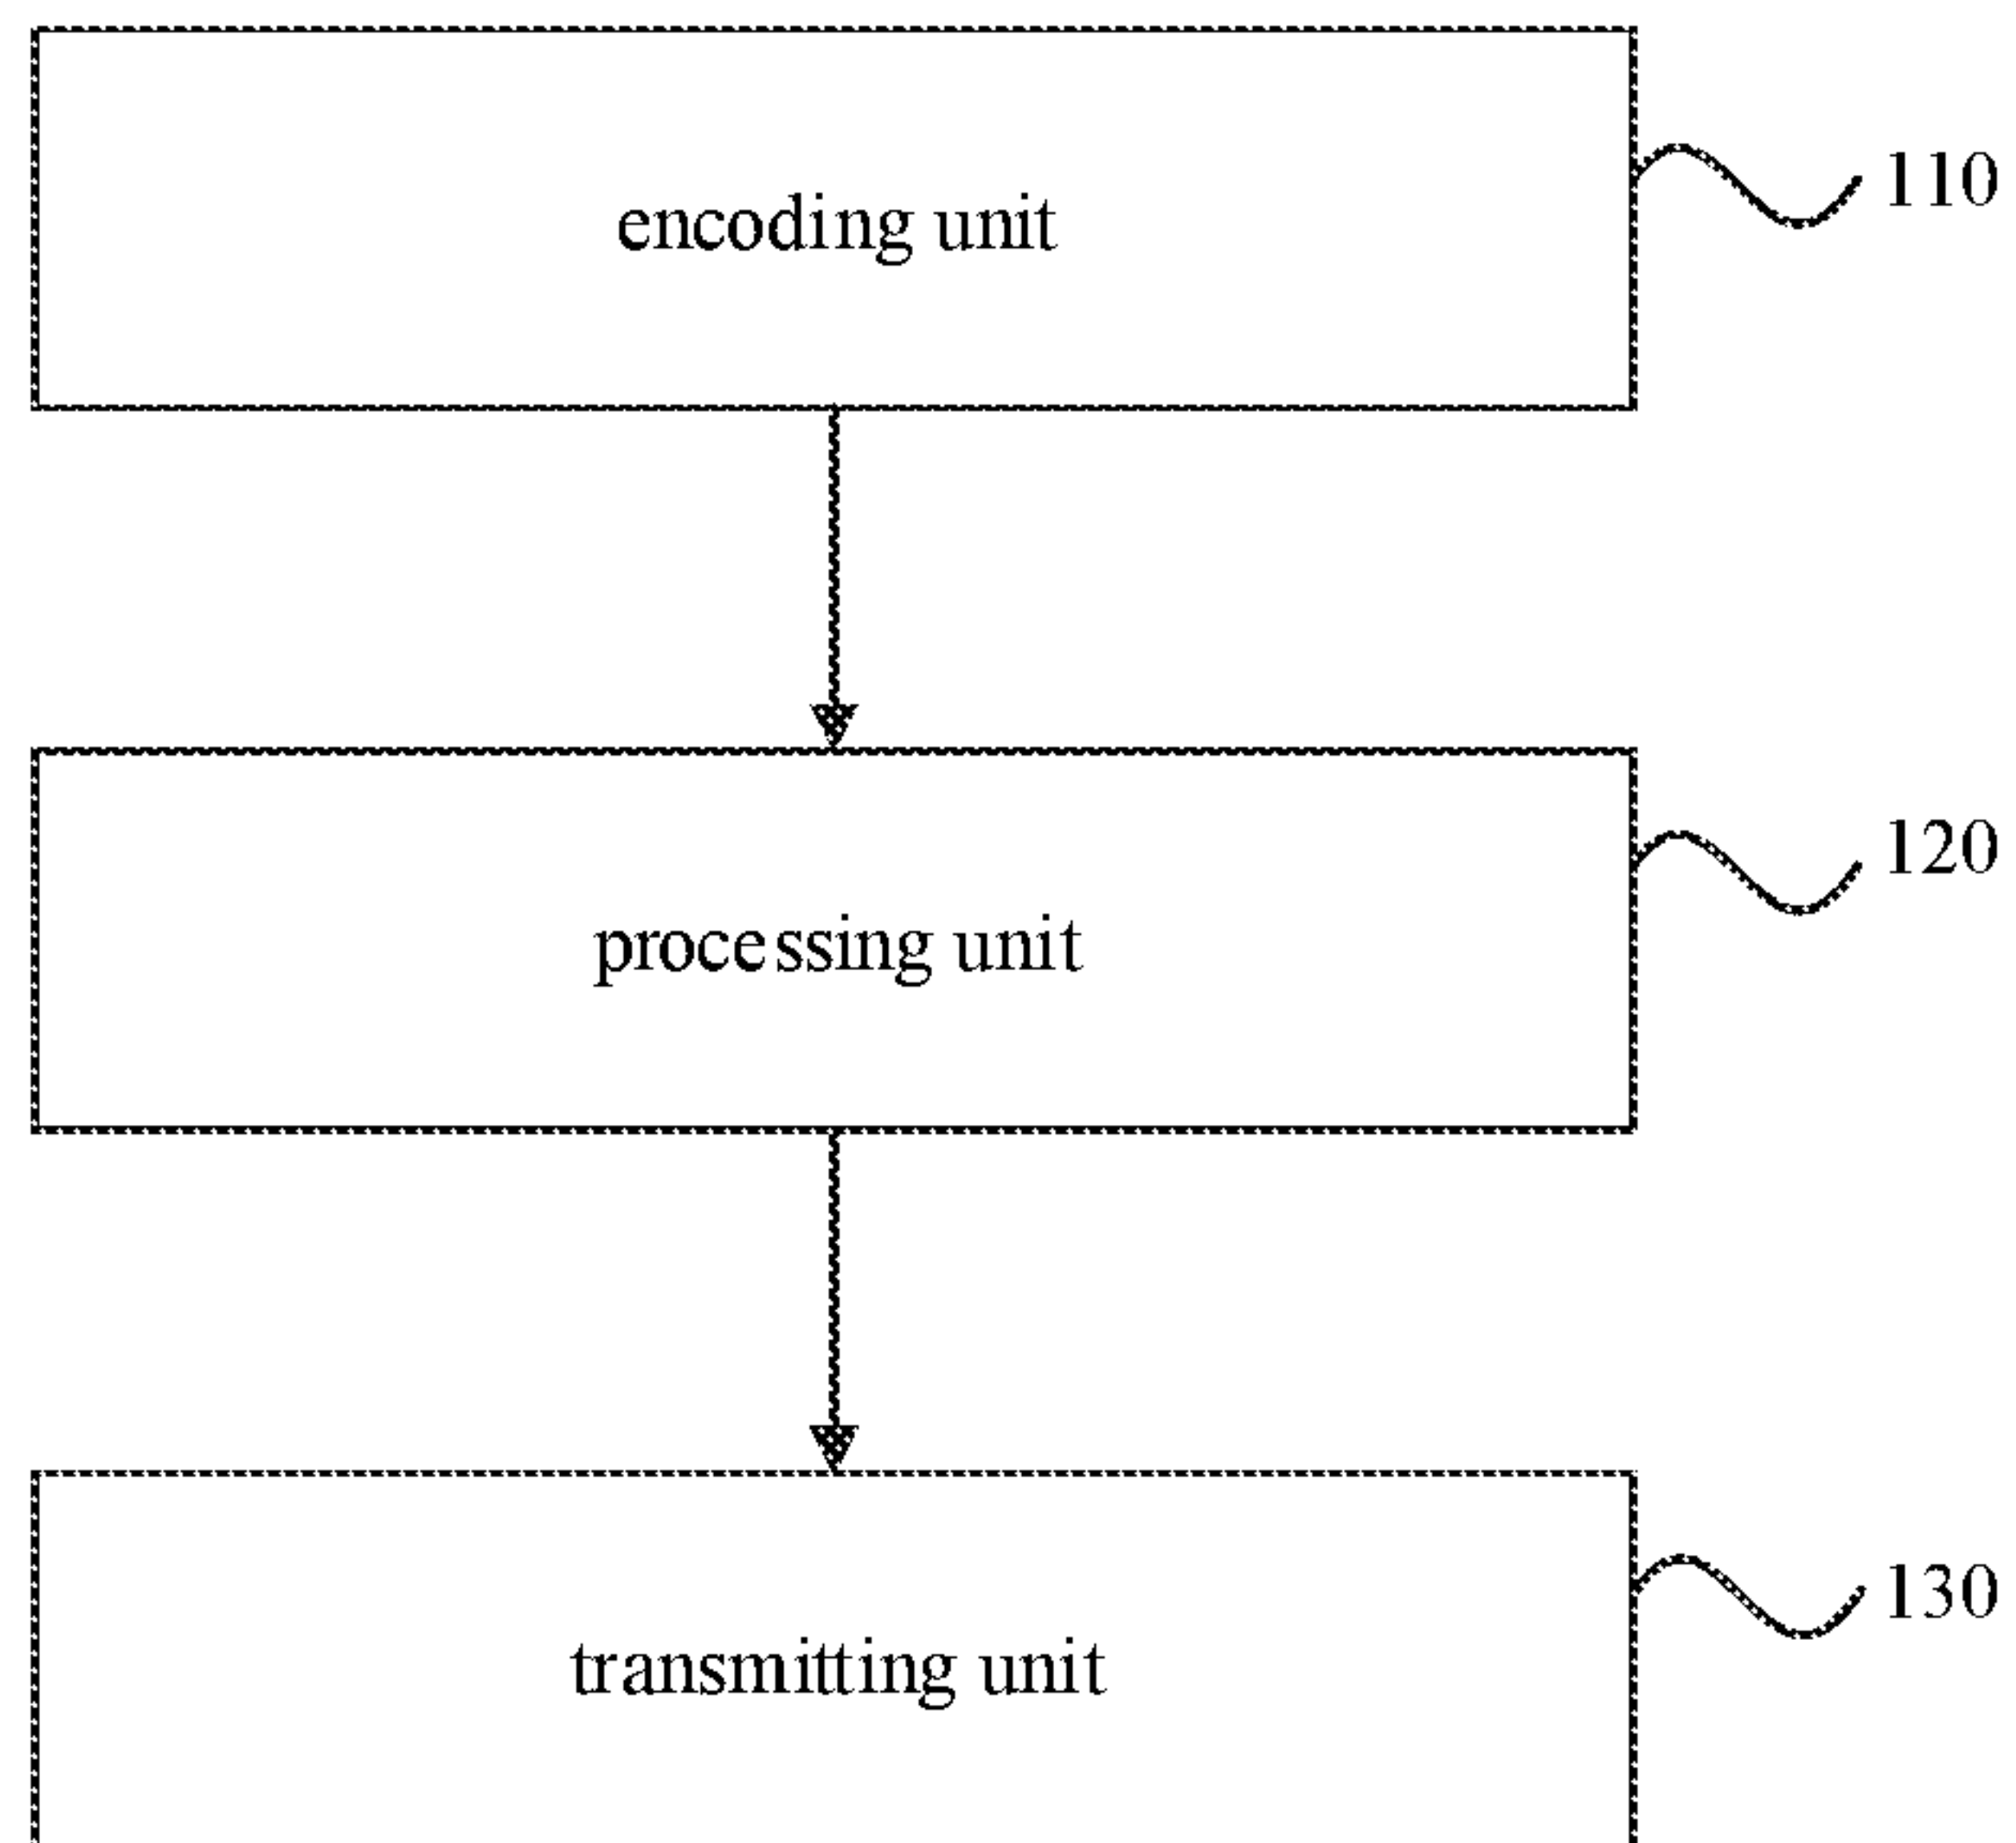 encoding unit
110
processing unit
120
transmitting unit
130